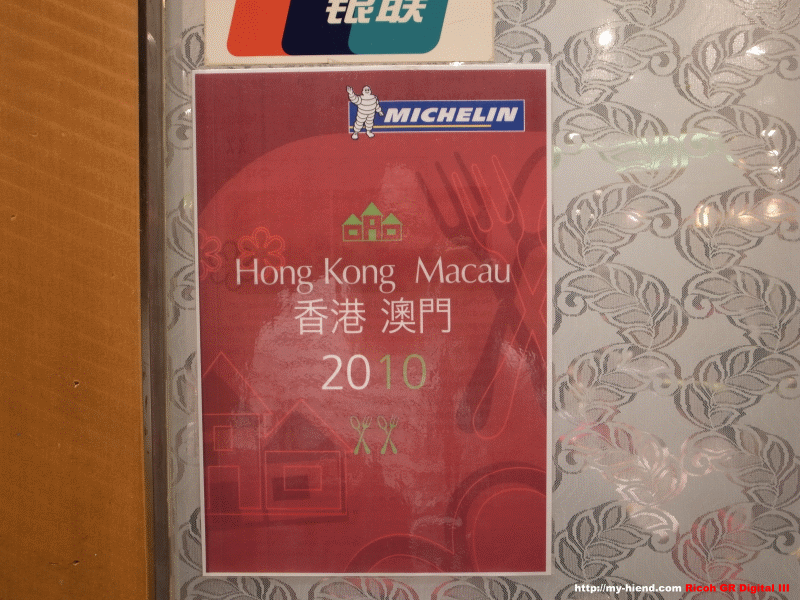 银联
MICHELIN
Hong Kong Macau
香港 澳門
2010
http://my-hiend.com Ricoh GR Digital III